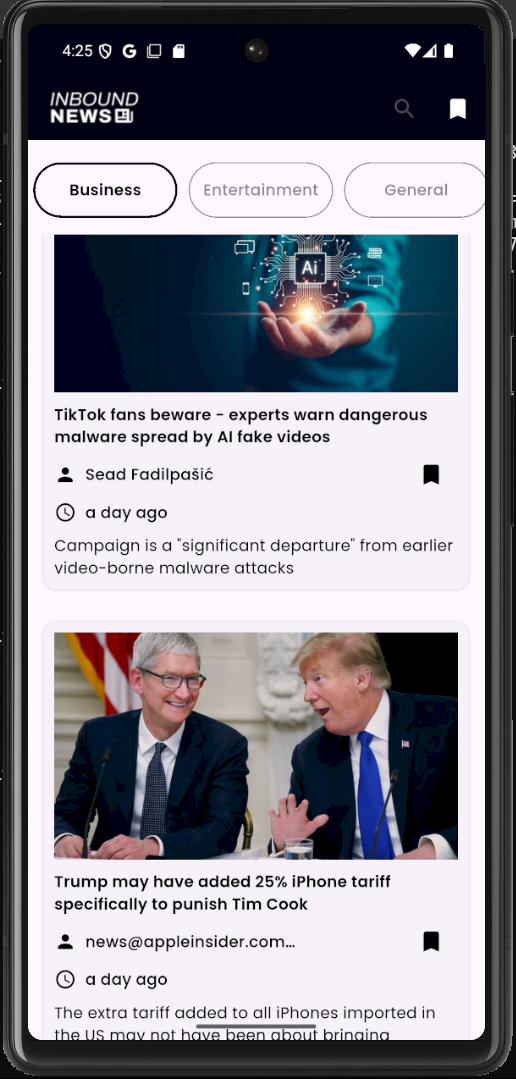 4:25
INBOUND
NEWS
Business Entertainment General
Ai
TikTok fans beware - experts warn dangerous
malware spread by AI fake videos
Sead Fadilpašić
a day ago
Campaign is a "significant departure" from earlier
video-borne malware attacks
Trump may have added 25% iPhone tariff
specifically to punish Tim Cook
news@appleinsider.com…
a day ago
The extra tariff added to all iPhones imported in
the US may not have been about bringing